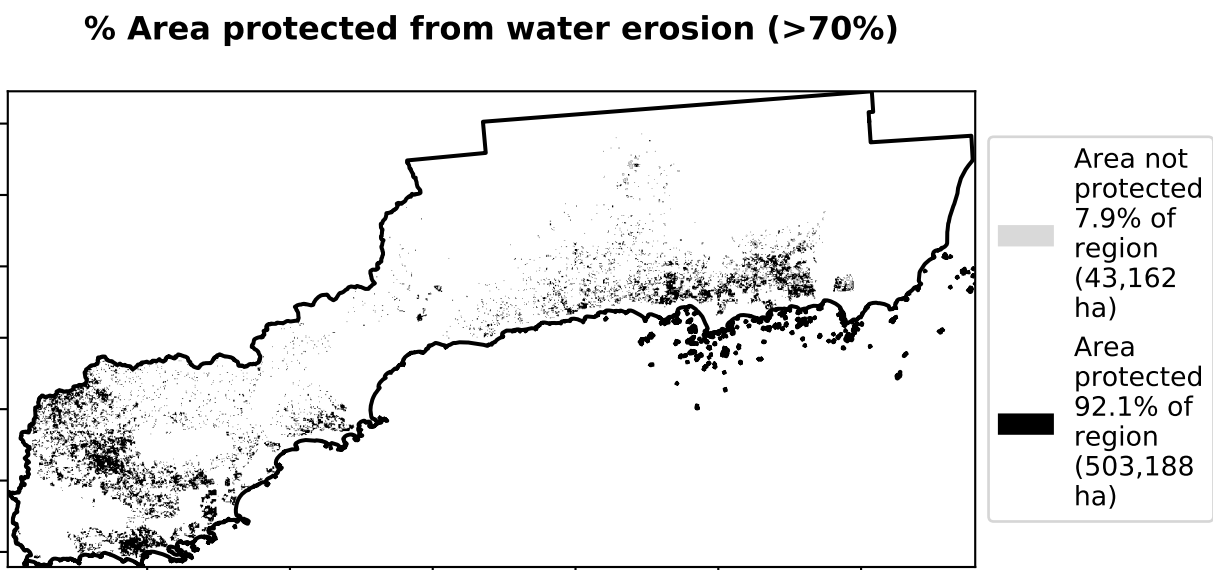 % Area protected from water erosion (>70%)
Area not
protected
7.9% of
region
(43,162
ha)
Area
protected
92.1% of
region
(503,188
ha)